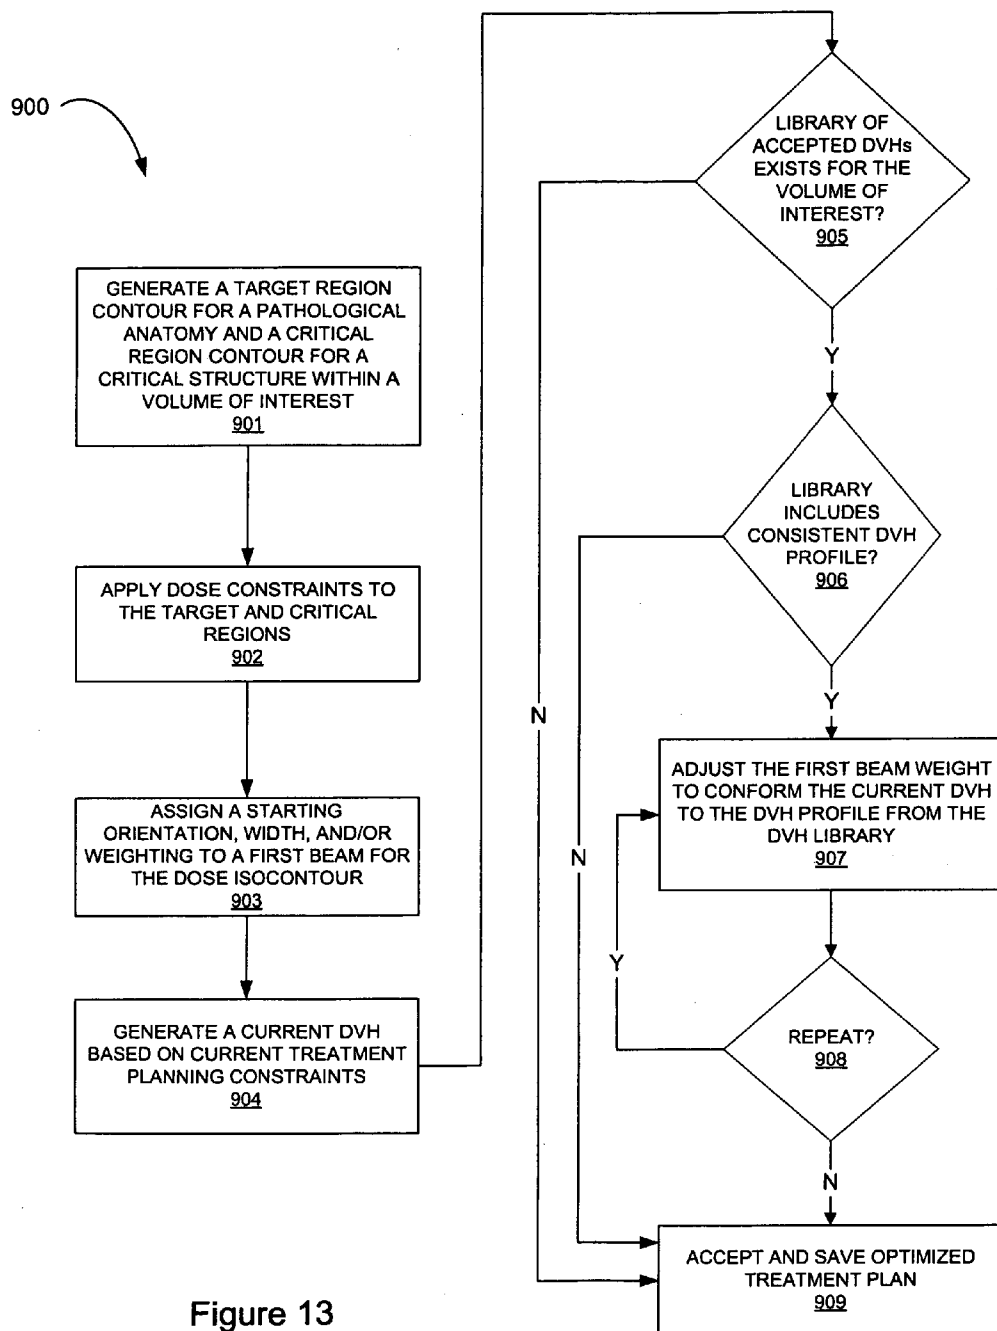 900
GENERATE A TARGET REGION
CONTOUR FOR A PATHOLOGICAL
ANATOMY AND A CRITICAL
REGION CONTOUR FOR A
CRITICAL STRUCTURE WITHIN A
VOLUME OF INTEREST
901
APPLY DOSE CONSTRAINTS TO
THE TARGET AND CRITICAL
REGIONS
902
ASSIGN A STARTING
ORIENTATION, WIDTH, AND/OR
WEIGHTING TO A FIRST BEAM FOR
THE DOSE ISOCONTOUR
903
GENERATE A CURRENT DVH
BASED ON CURRENT TREATMENT
PLANNING CONSTRAINTS
904
LIBRARY OF
ACCEPTED DVHs
EXISTS FOR THE
VOLUME OF
INTEREST?
905
Y
N
LIBRARY
INCLUDES
CONSISTENT DVH
PROFILE?
906
Y
N
ADJUST THE FIRST BEAM WEIGHT
TO CONFORM THE CURRENT DVH
TO THE DVH PROFILE FROM THE
DVH LIBRARY
907
Y
REPEAT?
908
N
ACCEPT AND SAVE OPTIMIZED
TREATMENT PLAN
909
Figure 13